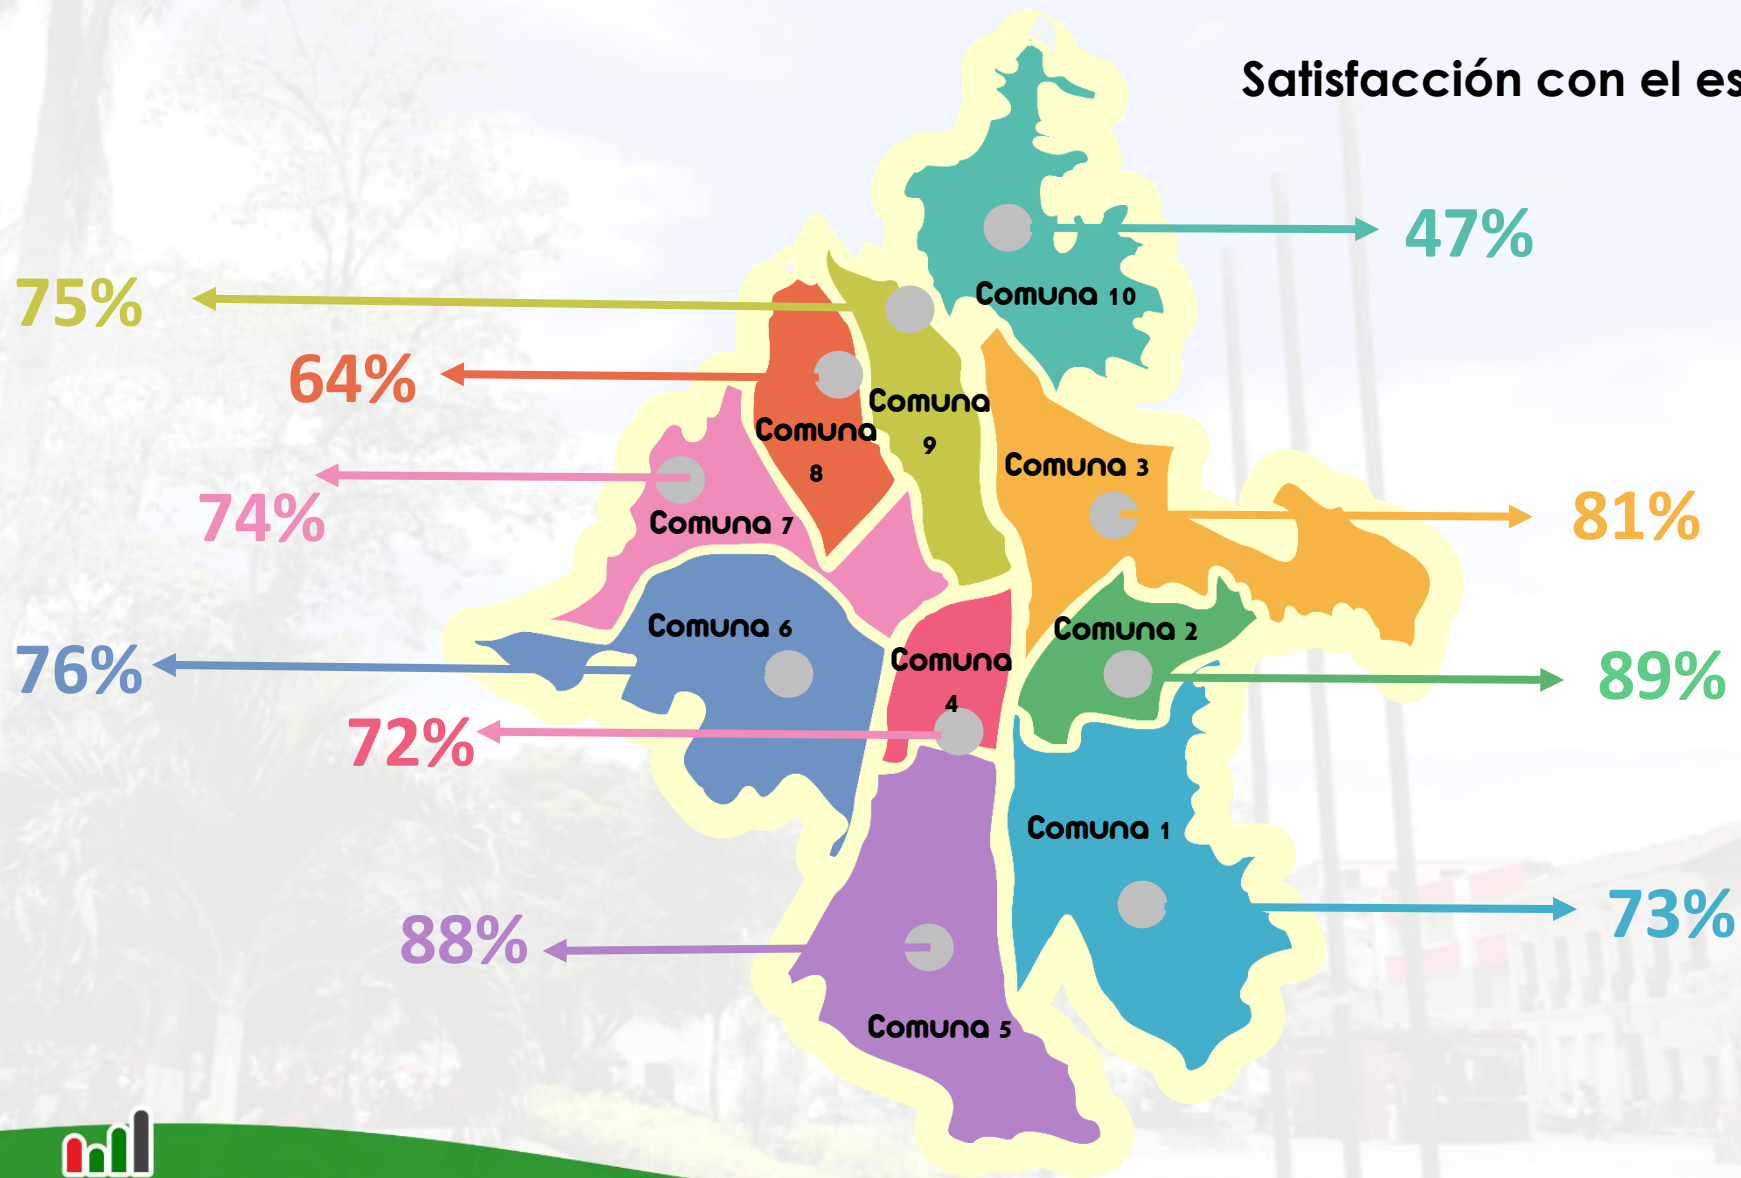 Satisfacción con el es
47%
75%
Comuna 10
64%
Comuna
9
Comuna
8
Comuna 3
74%
Comuna 7
81%
Comuna 6
Comuna 2
76%
Comuna
4
89%
72%
Comuna 1
73%
88%
Comuna 5